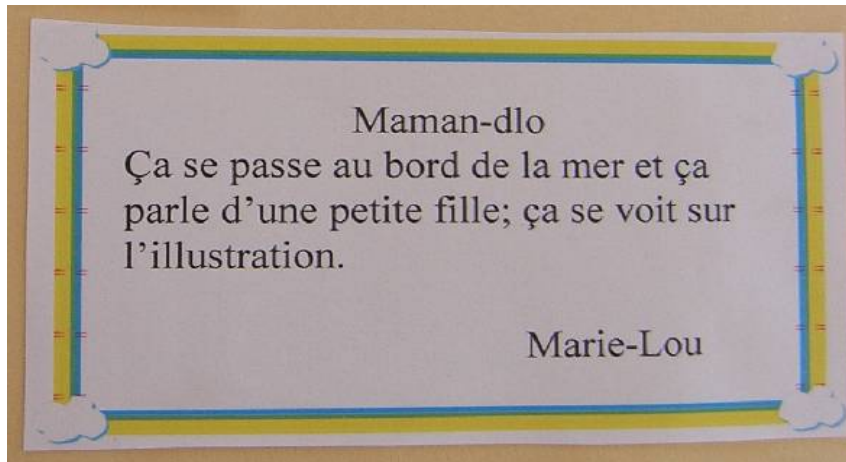 Maman-dlo
Ça se passe au bord de la mer et ça
parle d’une petite fille; ça se voit sur
l’illustration.
Marie-Lou